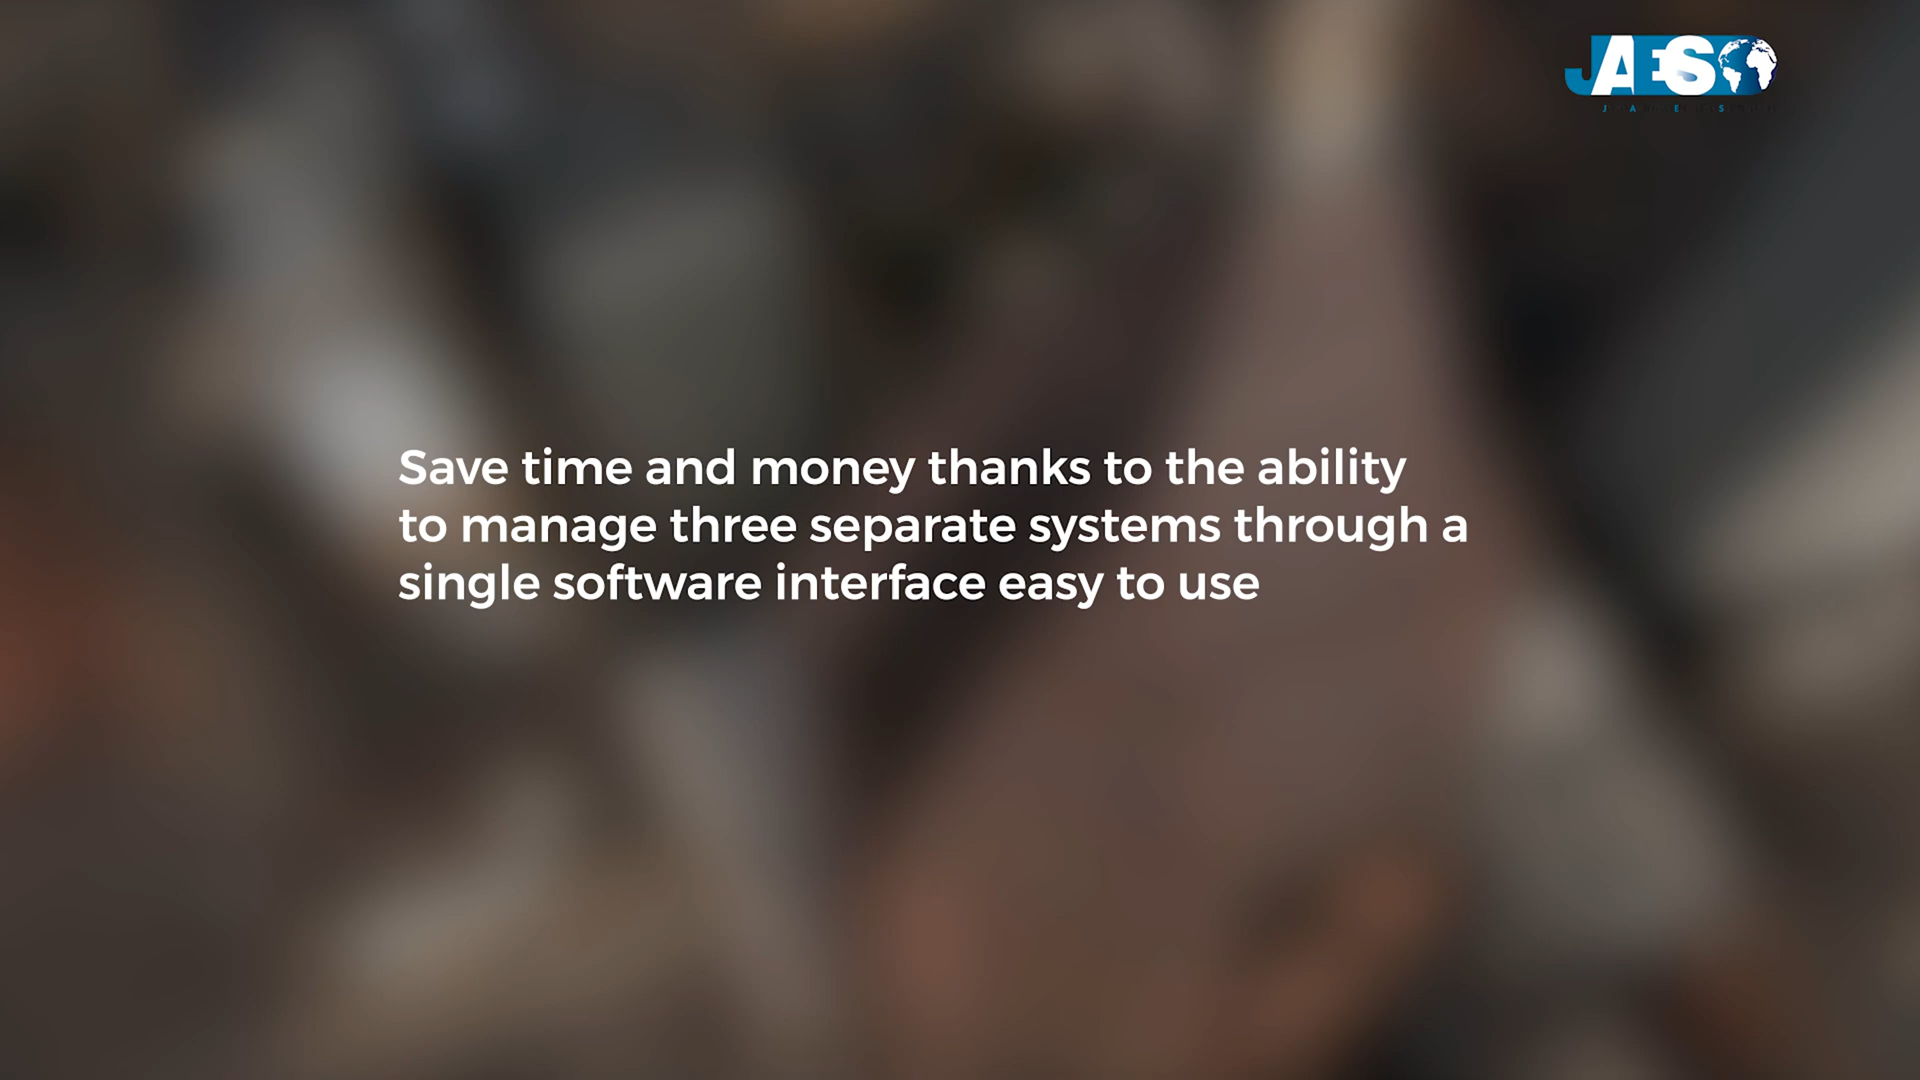 JAES
Save time and money thanks to the ability
to manage three separate systems through a
single software interface easy to use